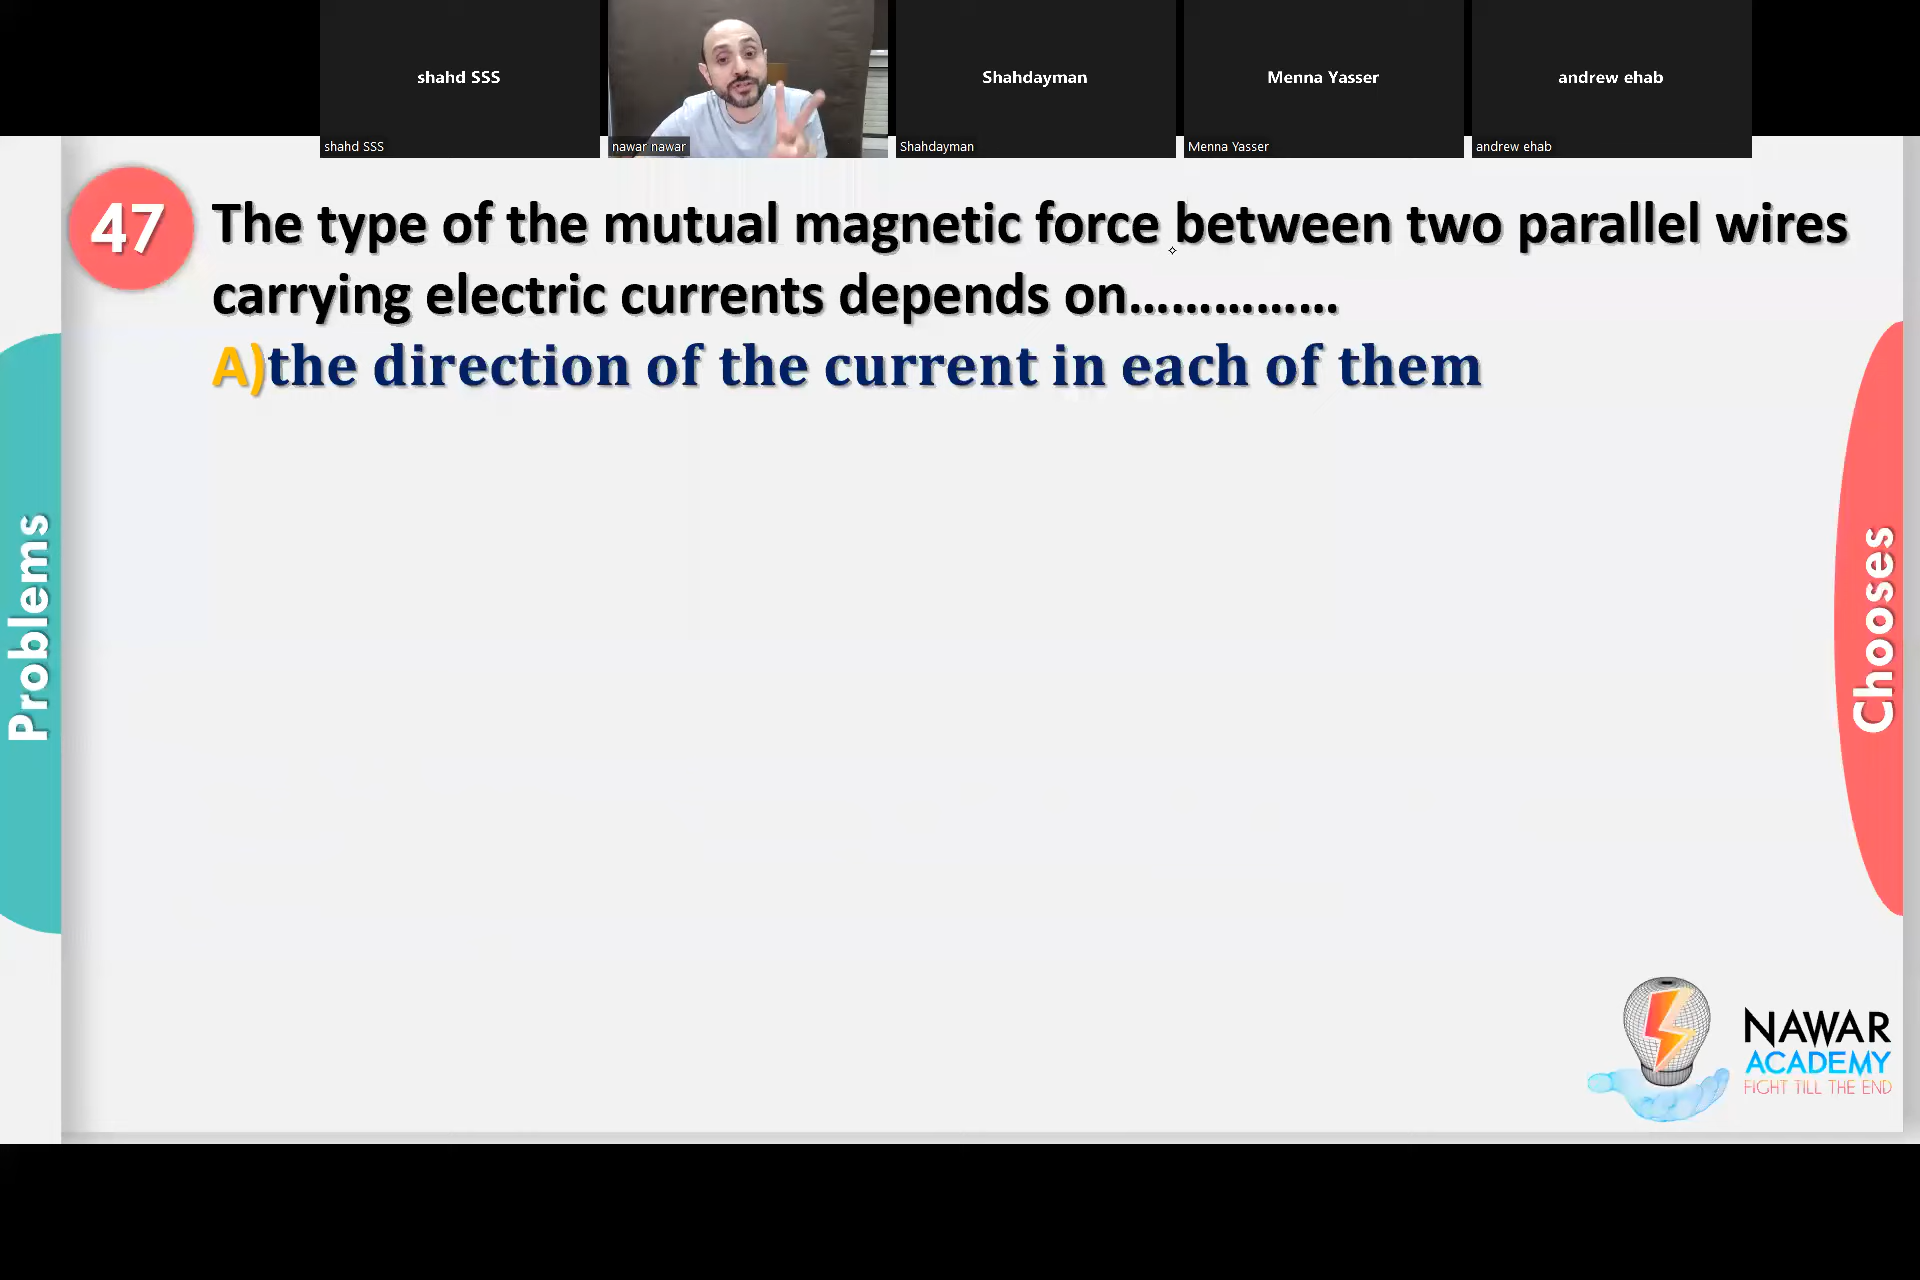 shahd SSS
Shahdayman
Menna Yasser
andrew ehab
shahd SSS
nawar nawar
Shahdayman
Menna Yasser
andrew ehab
47
The type of the mutual magnetic force between two parallel wires
carrying electric currents depends on……………
A)the direction of the current in each of them
Problems
Chooses
NAWAR
ACADEMY
FIGHT TILL THE END